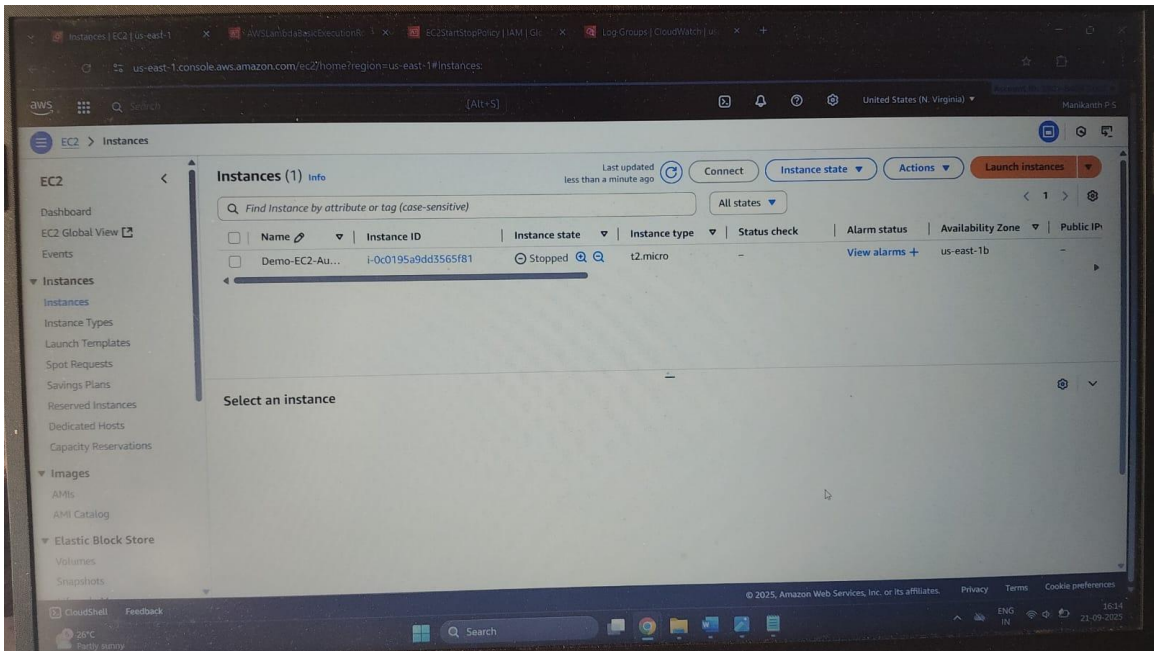 Instances | EC2 | us-east-1
AWSLambdaBasicExecutionR
EC2StartStopPolicy | IAM | Glo
Log Groups | CloudWatch | us-
us-east-1.console.aws.amazon.com/ec2/home?region=us-east-1#Instances:
aws
Search
[Alt+S]
United States (N. Virginia)
Manikanth P S
EC2 > Instances
EC2
Dashboard
EC2 Global View
Events
Instances
Instances
Instance Types
Launch Templates
Spot Requests
Savings Plans
Reserved Instances
Dedicated Hosts
Capacity Reservations
Images
AMIs
AMI Catalog
Elastic Block Store
Volumes
Snapshots
Instances (1) Info
Last updated
less than a minute ago
Connect
Instance state
Actions
Launch instances
Find Instance by attribute or tag (case-sensitive)
All states
1
Name Instance ID Instance state Instance type Status check Alarm status Availability Zone Public IPv
Demo-EC2-Au... i-0c0195a9dd3565f81 Stopped t2.micro – View alarms + us-east-1b –
Select an instance
CloudShell Feedback
© 2025, Amazon Web Services, Inc. or its affiliates. Privacy Terms Cookie preferences
26°C
Partly sunny
Search
ENG
IN
16:14
21-09-2025